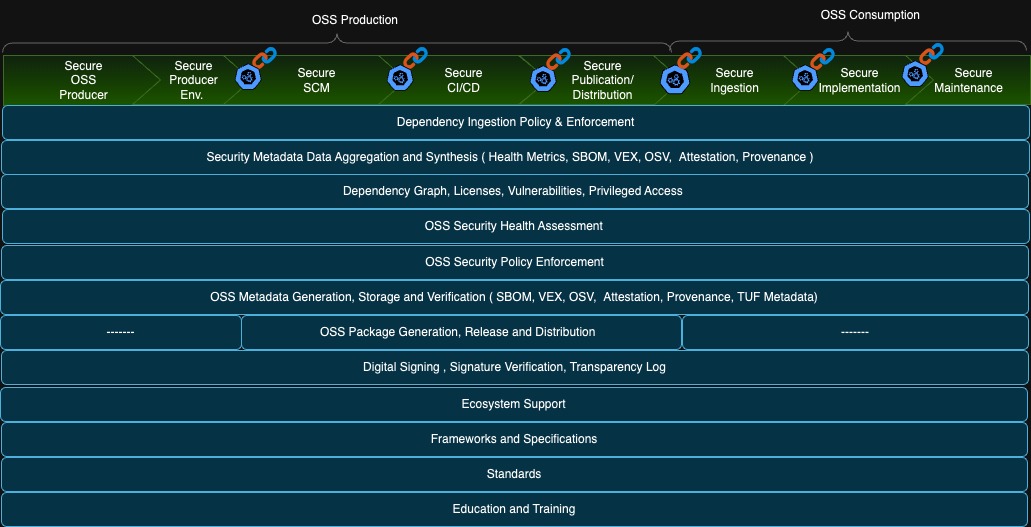 OSS Production
OSS Consumption
Secure
OSS
Producer
Secure
Producer
Env.
Secure
SCM
Secure
CI/CD
Secure
Publication/
Distribution
Secure
Ingestion
Secure
Implementation
Secure
Maintenance
Dependency Ingestion Policy & Enforcement
Security Metadata Data Aggregation and Synthesis ( Health Metrics, SBOM, VEX, OSV, Attestation, Provenance )
Dependency Graph, Licenses, Vulnerabilities, Privileged Access
OSS Security Health Assessment
OSS Security Policy Enforcement
OSS Metadata Generation, Storage and Verification ( SBOM, VEX, OSV, Attestation, Provenance, TUF Metadata)
------- OSS Package Generation, Release and Distribution -------
Digital Signing , Signature Verification, Transparency Log
Ecosystem Support
Frameworks and Specifications
Standards
Education and Training